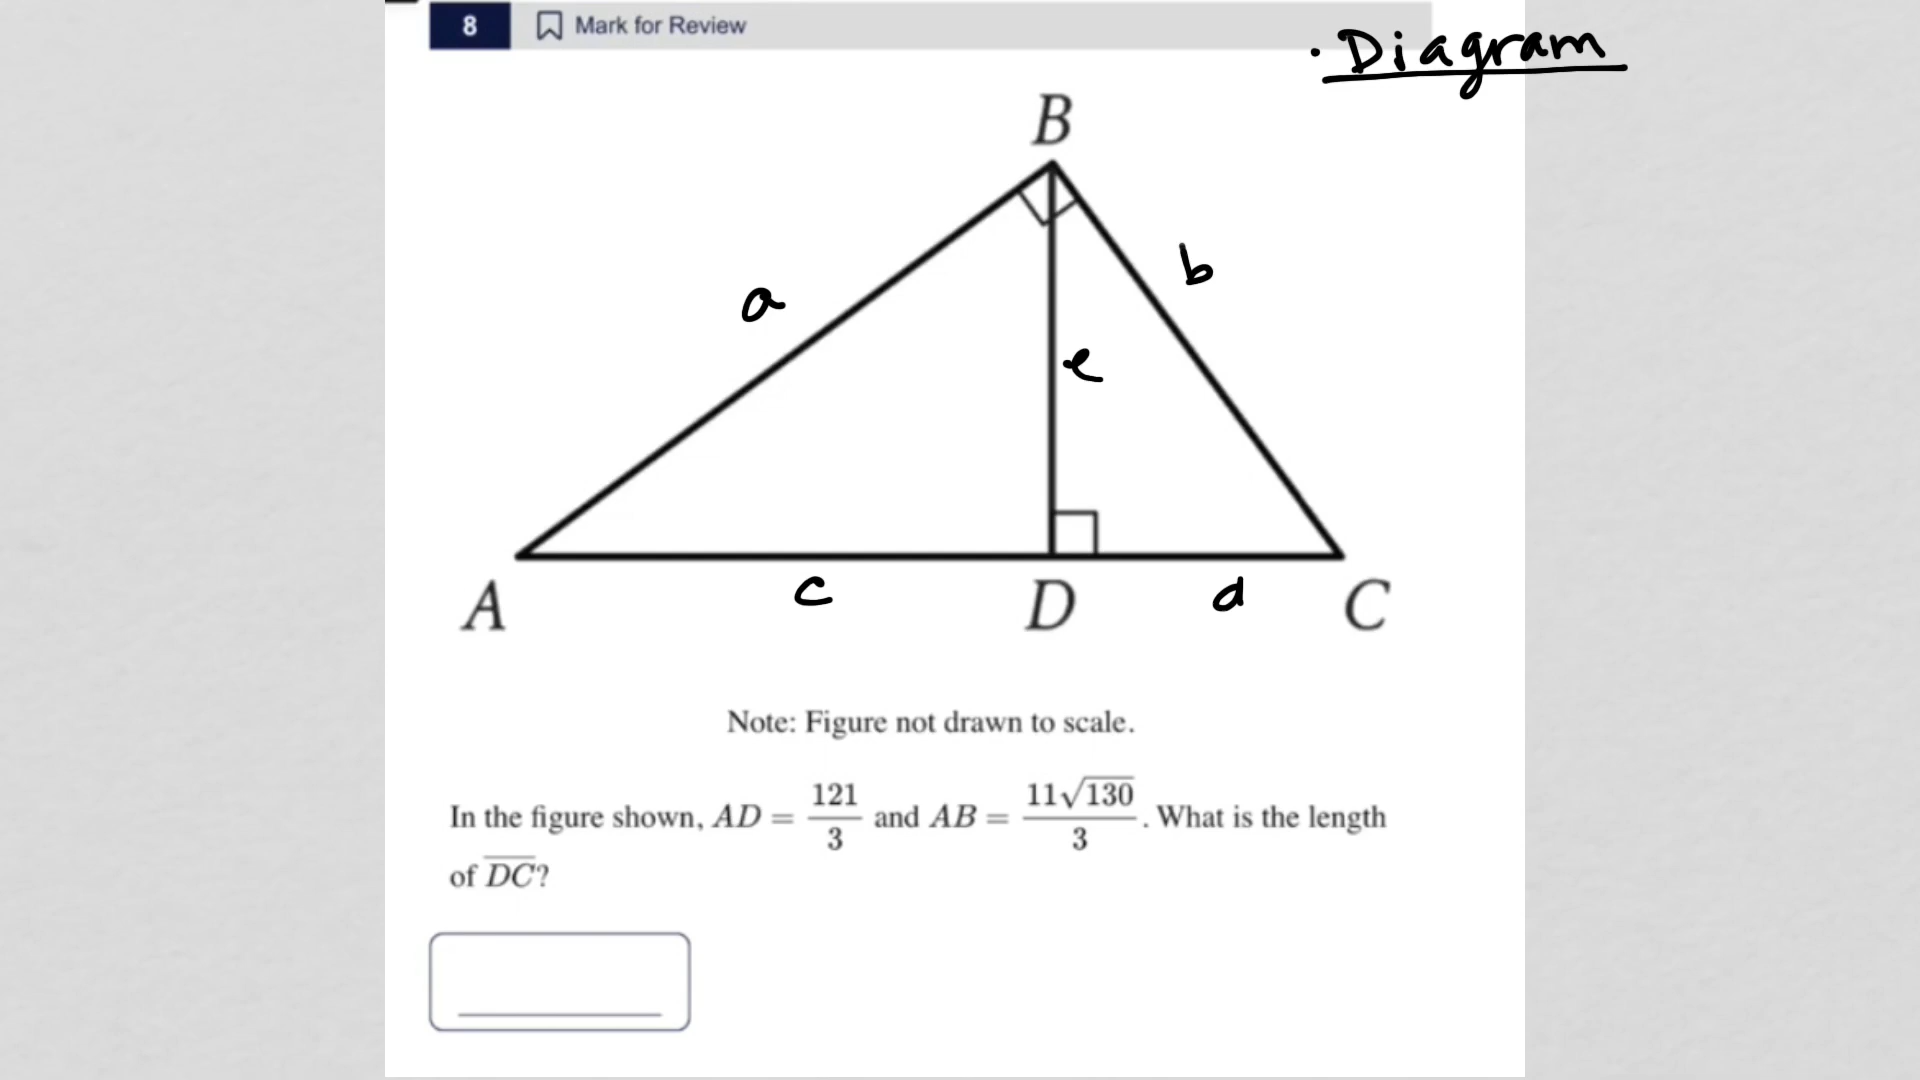 8 Mark for Review
· Diagram
B
b
a
e
A c D d C
Note: Figure not drawn to scale.
In the figure shown, AD = 121/3 and AB = 11√130/3. What is the length
of \overline{DC}?